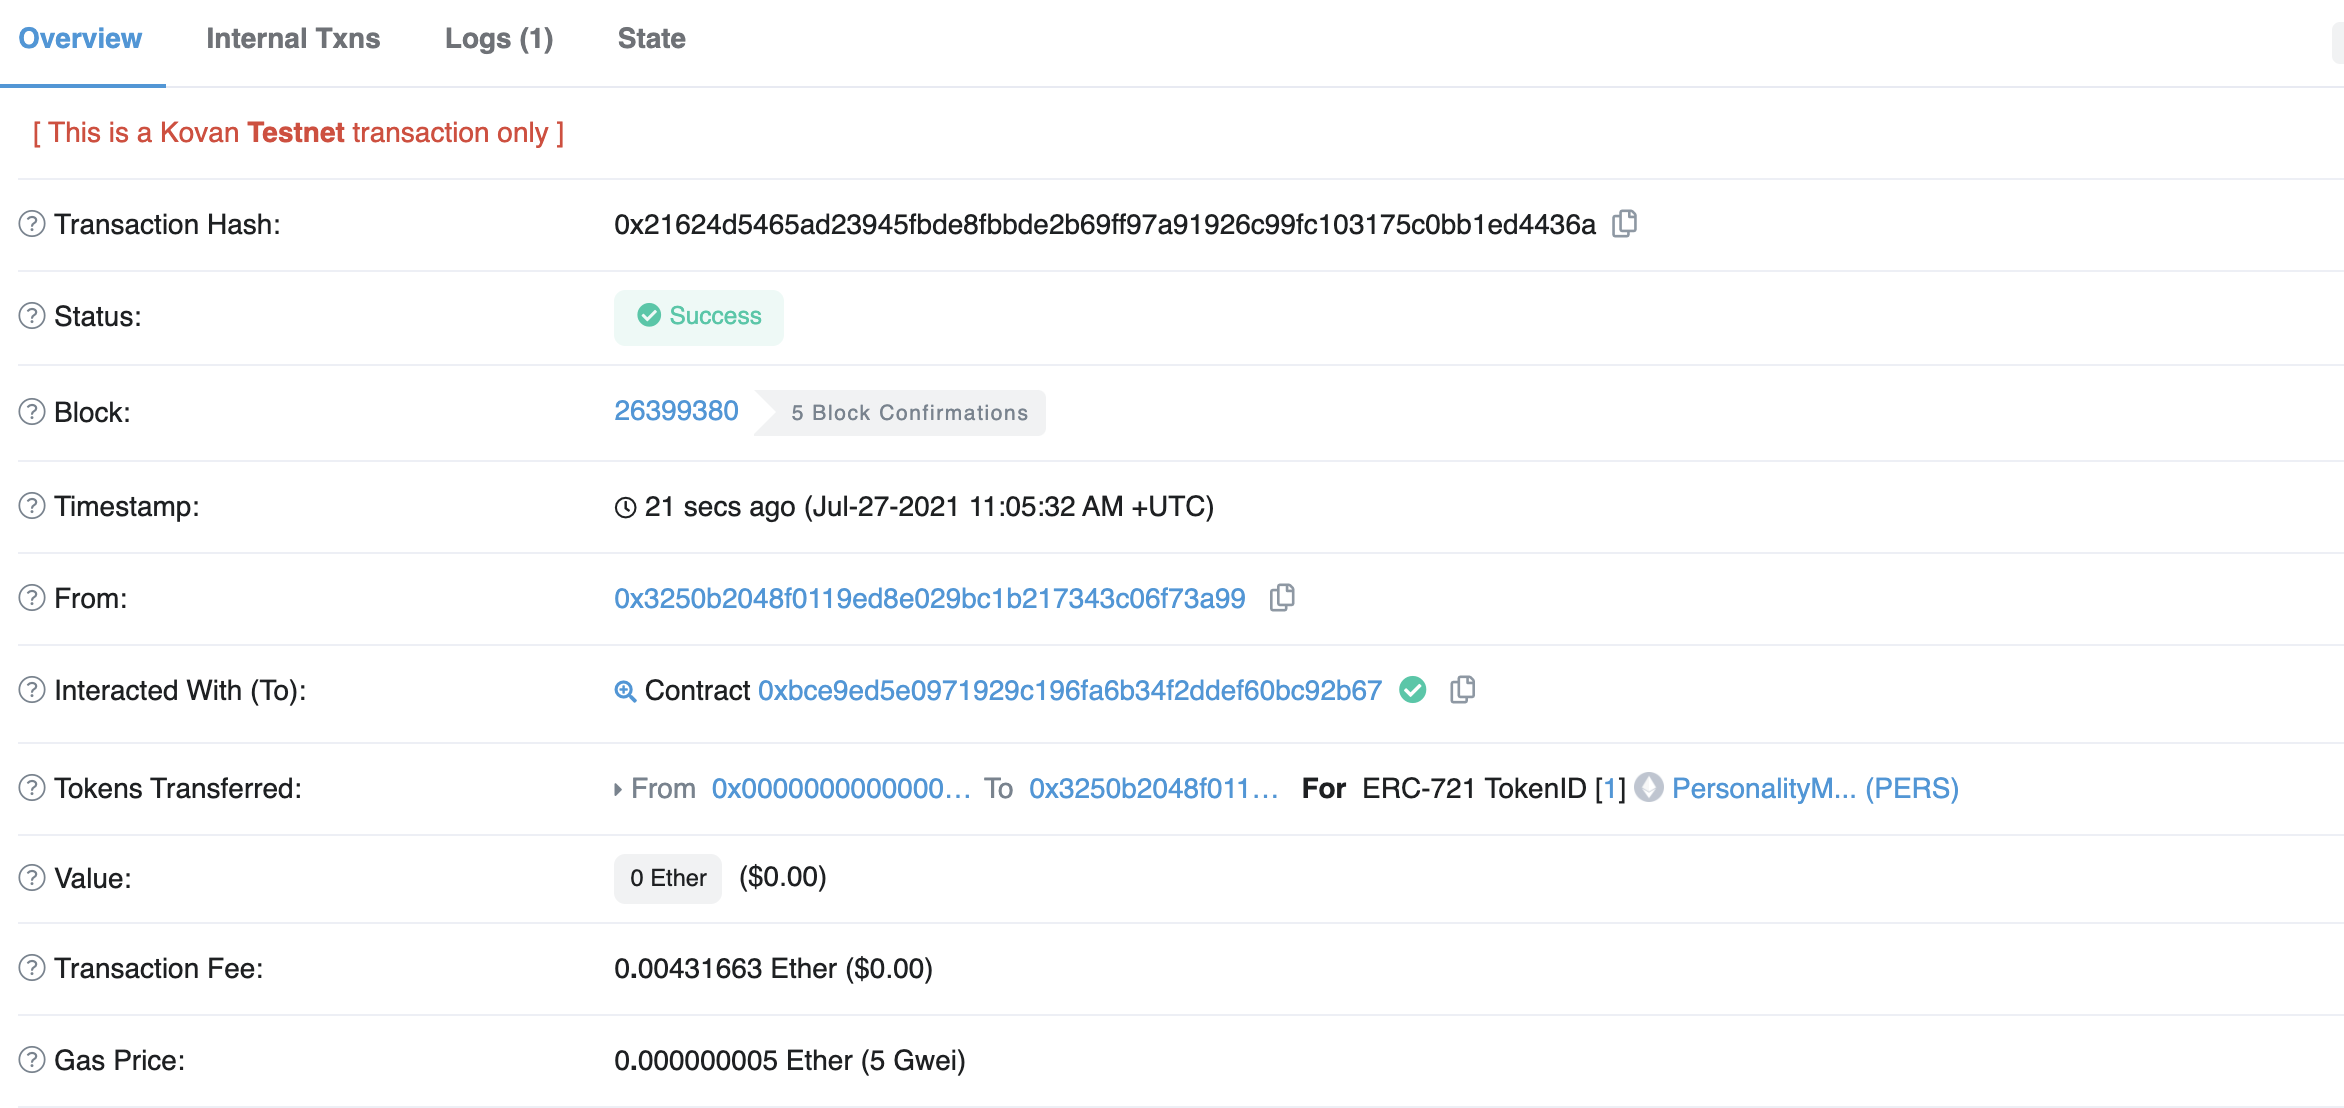 Overview Internal Txns Logs (1) State
[ This is a Kovan Testnet transaction only ]
Transaction Hash: 0x21624d5465ad23945fbde8fbbde2b69ff97a91926c99fc103175c0bb1ed4436a
Status: Success
Block: 26399380 5 Block Confirmations
Timestamp: 21 secs ago (Jul-27-2021 11:05:32 AM +UTC)
From: 0x3250b2048f0119ed8e029bc1b217343c06f73a99
Interacted With (To): Contract 0xbce9ed5e0971929c196fa6b34f2ddef60bc92b67
Tokens Transferred: From 0x0000000000000... To 0x3250b2048f011... For ERC-721 TokenID [1] PersonalityM... (PERS)
Value: 0 Ether ($0.00)
Transaction Fee: 0.00431663 Ether ($0.00)
Gas Price: 0.000000005 Ether (5 Gwei)